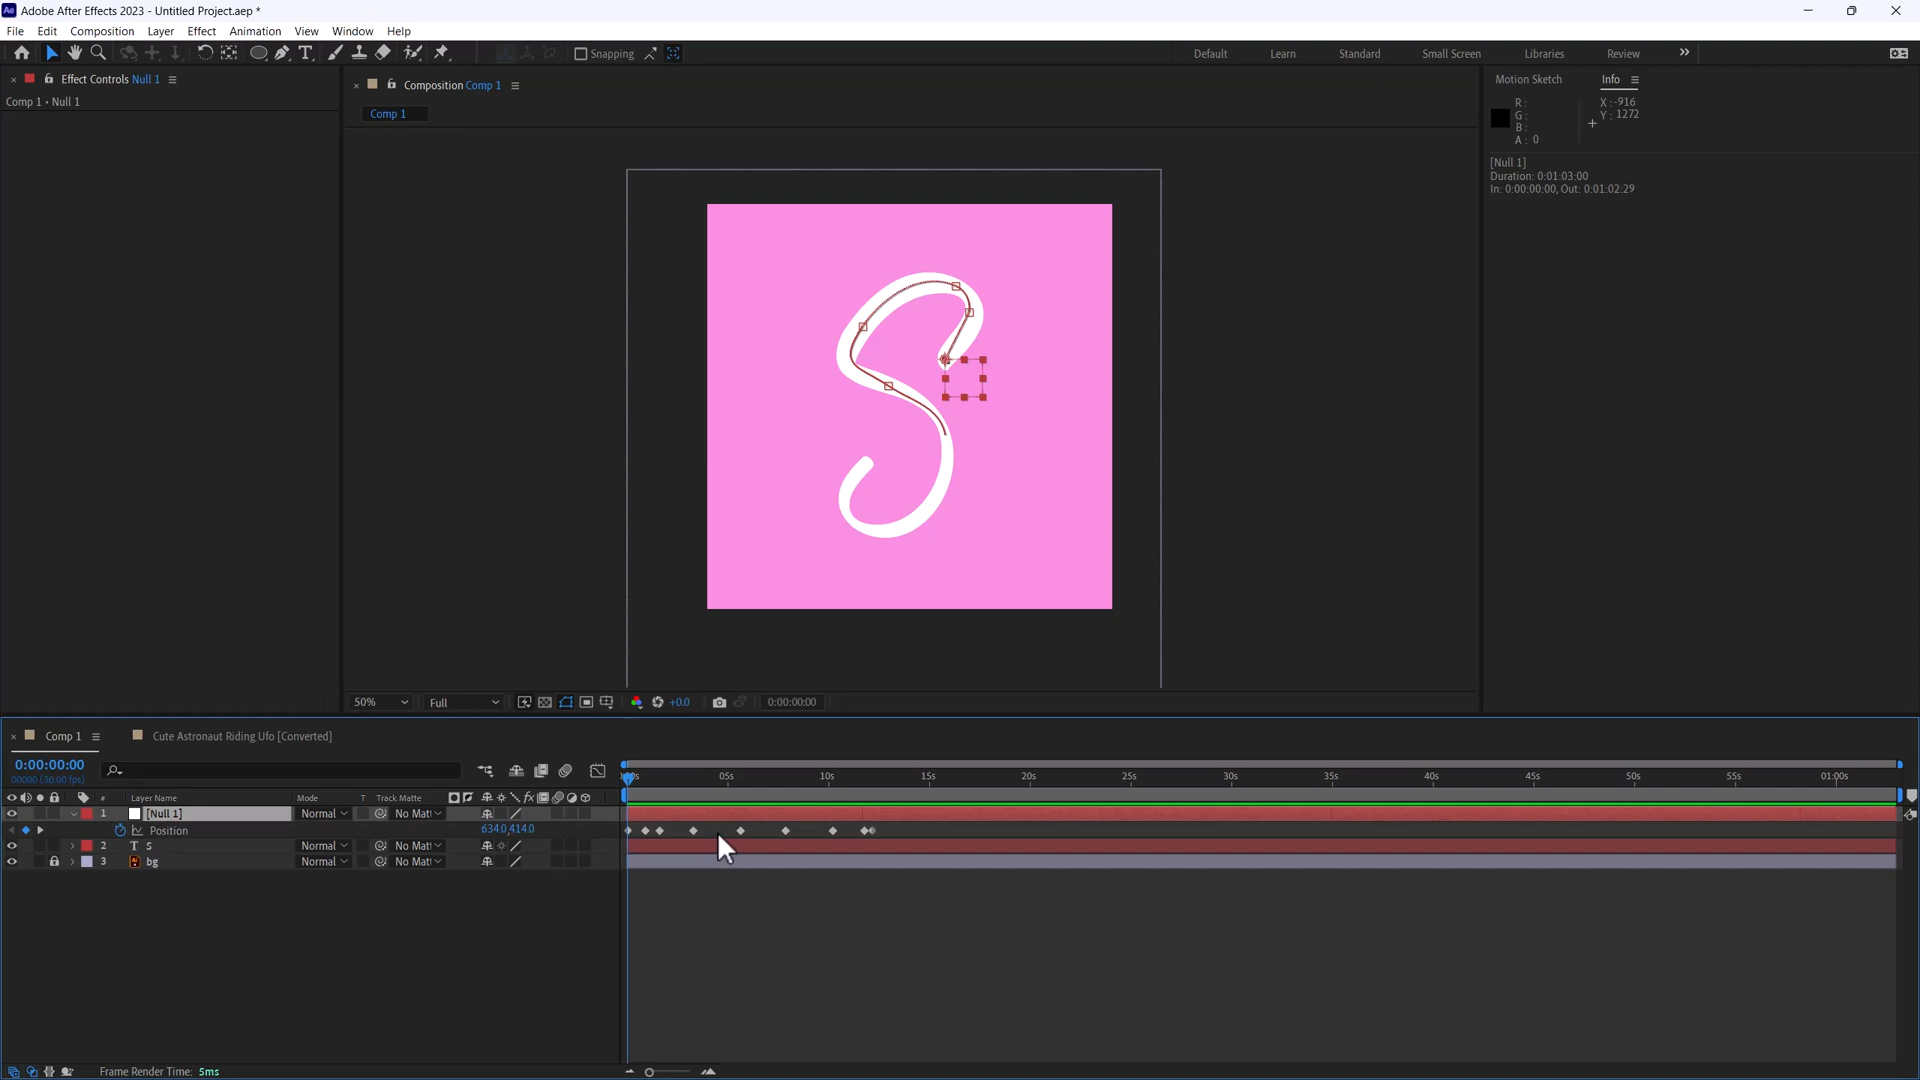 Adobe After Effects 2023 - Untitled Project.aep *
File Edit Composition Layer Effect Animation View Window Help
Snapping
Default Learn Standard Small Screen Libraries Review
Effect Controls Null 1
Comp 1 • Null 1
Composition Comp 1
Comp 1
Motion Sketch Info
R:
G:
B:
A: 0
X: -916
Y: 1272
[Null 1]
Duration: 0:01:03:00
In: 0:00:00:00, Out: 0:01:02:29
S
50% Full +0.0 0:00:00:00
Comp 1 Cute Astronaut Riding Ufo [Converted]
0:00:00:00
00000 (30.00 fps)
05s 10s 15s 20s 25s 30s 35s 40s 45s 50s 55s 01:00s
# Layer Name Mode T Track Matte
1 [Null 1] Normal No Matt
Position 634.0,414.0
2 T S Normal No Matt
3 bg Normal No Matt
Frame Render Time: 5ms